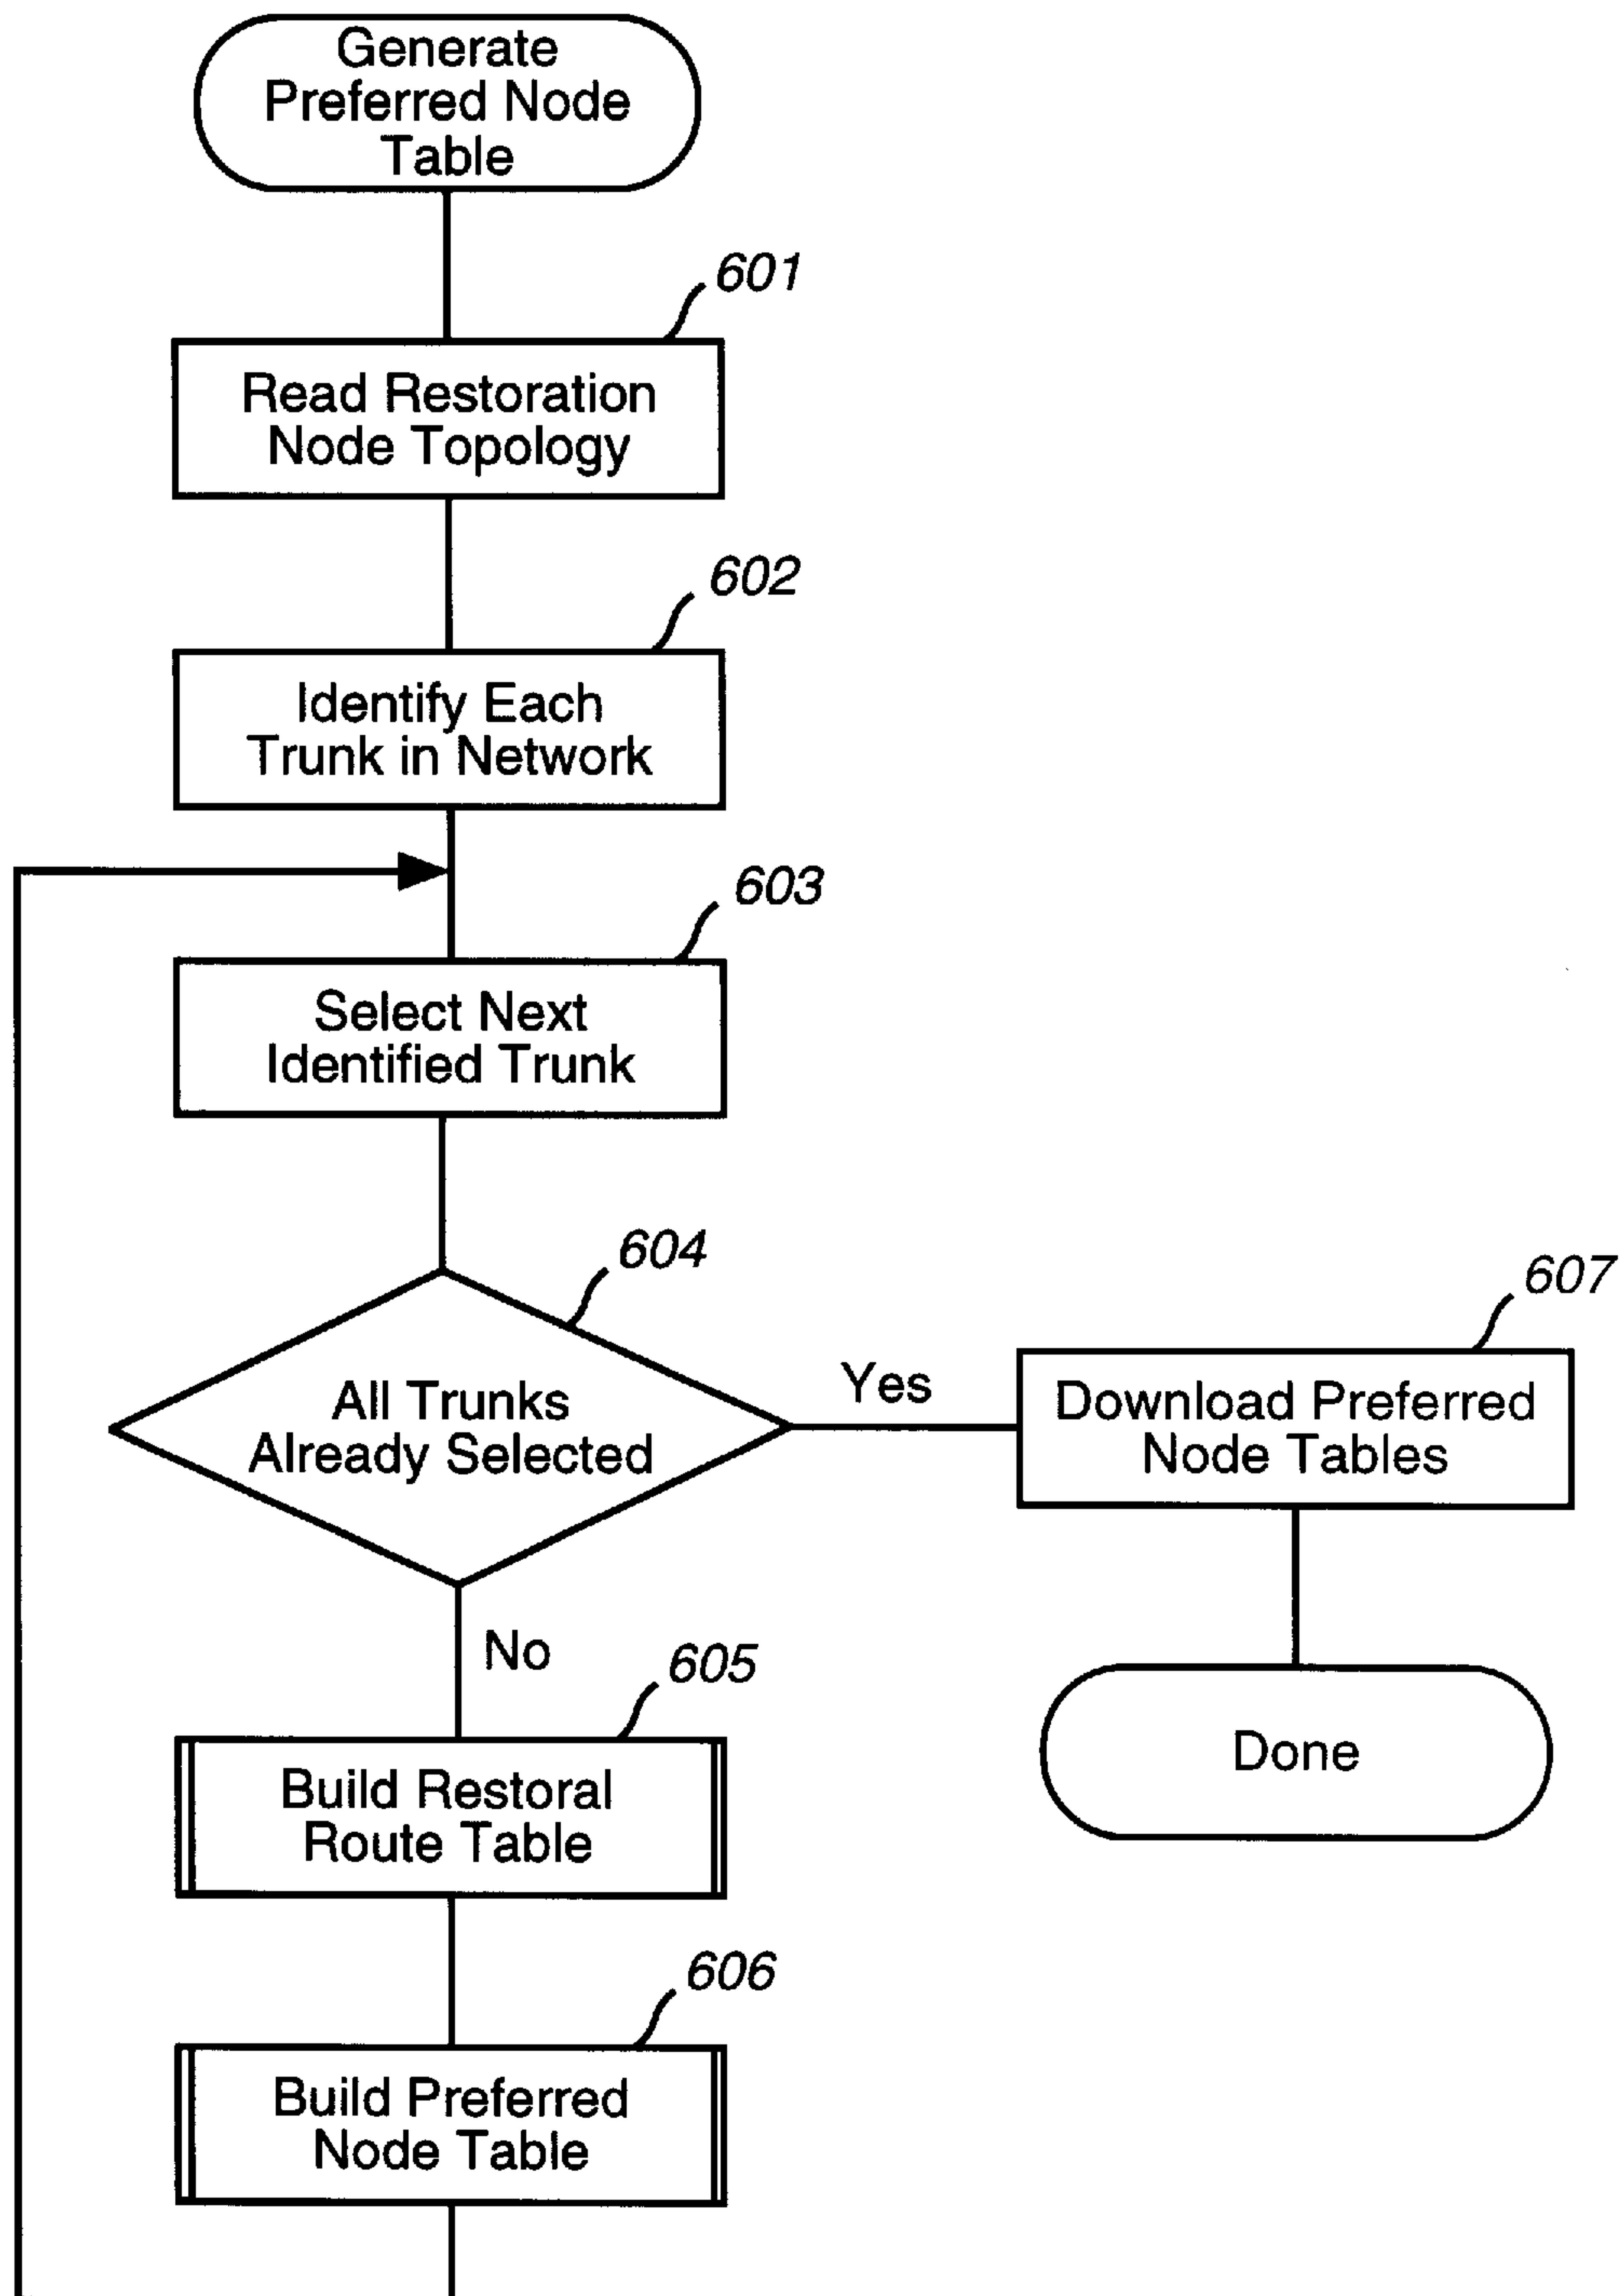 Generate
Preferred Node
Table
601
Read Restoration
Node Topology
602
Identify Each
Trunk in Network
603
Select Next
Identified Trunk
604
All Trunks
Already Selected
Yes
607
Download Preferred
Node Tables
No
605
Build Restoral
Route Table
Done
606
Build Preferred
Node Table